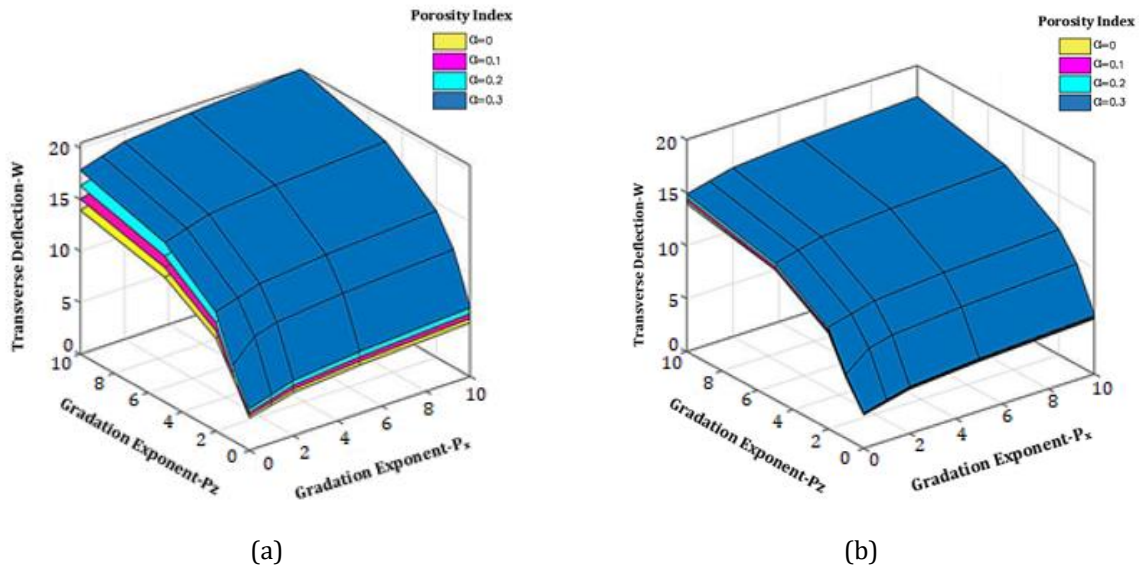 Porosity Index
α=0
α=0.1
α=0.2
α=0.3
Transverse Deflection-W
20
15
10
5
0
10
8
6
4
2
0
Gradation Exponent-Pz
0
2
4
6
8
10
Gradation Exponent-Pₓ
(a)
Porosity Index
α=0
α=0.1
α=0.2
α=0.3
Transverse Deflection-W
20
15
10
5
0
10
8
6
4
2
0
Gradation Exponent-Pz
0
2
4
6
8
10
Gradation Exponent-Pₓ
(b)